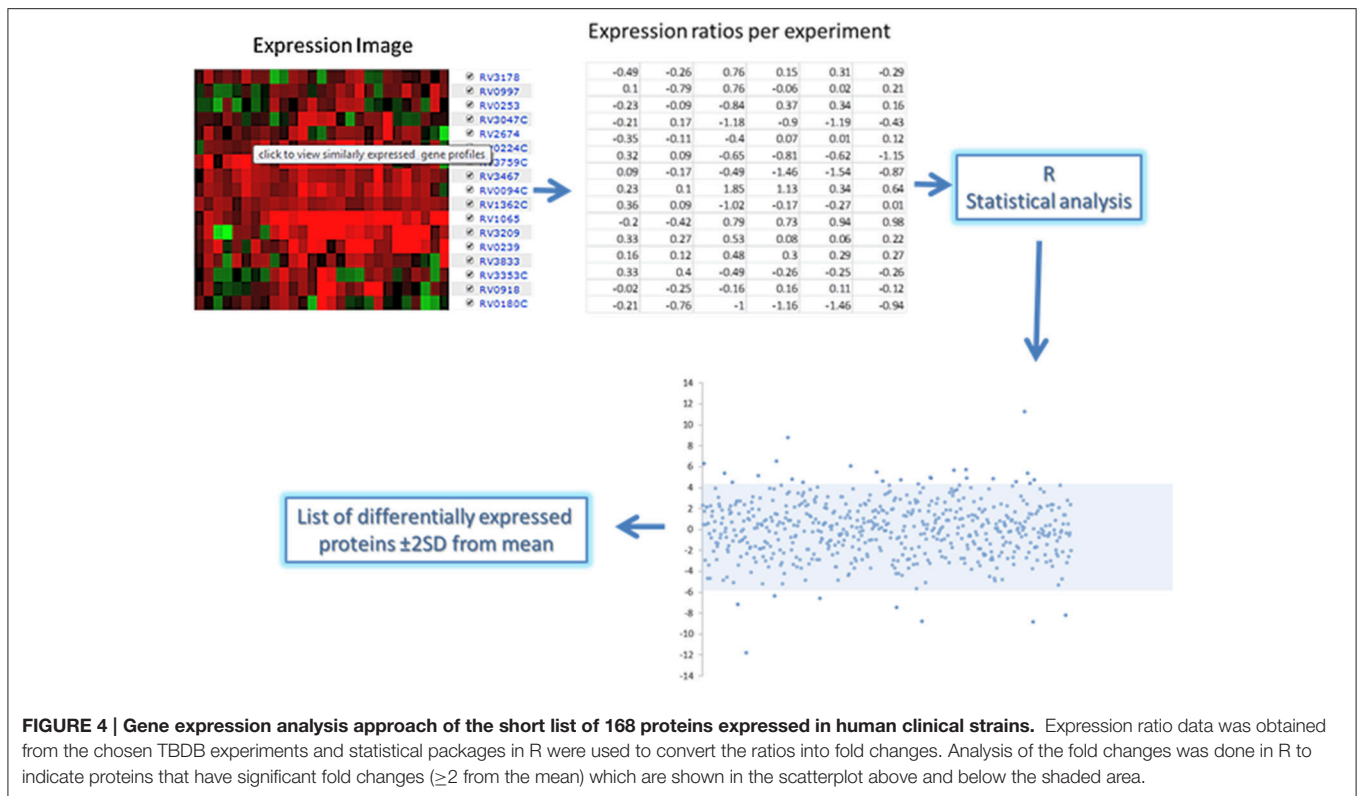 Expression Image
Expression ratios per experiment
RV3178
RV0997
RV0253
RV3047C
RV2674
0224C
click to view similarly expressed gene profiles
3759C
RV3467
RV0094C
RV1362C
RV1065
RV3209
RV0239
RV3833
RV3353C
RV0918
RV0180C
-0.49 -0.26 0.76 0.15 0.31 -0.29
0.1 -0.79 0.76 -0.06 0.02 0.21
-0.23 -0.09 -0.84 0.37 0.34 0.16
-0.21 0.17 -1.18 -0.9 -1.19 -0.43
-0.35 -0.11 -0.4 0.07 0.01 0.12
0.32 0.09 -0.65 -0.81 -0.62 -1.15
0.09 -0.17 -0.49 -1.46 -1.54 -0.87
0.23 0.1 1.85 1.13 0.34 0.64
0.36 0.09 -1.02 -0.17 -0.27 0.01
-0.2 -0.42 0.79 0.73 0.94 0.98
0.33 0.27 0.53 0.08 0.06 0.22
0.16 0.12 0.48 0.3 0.29 0.27
0.33 0.4 -0.49 -0.26 -0.25 -0.26
-0.02 -0.25 -0.16 0.16 0.11 -0.12
-0.21 -0.76 -1 -1.16 -1.46 -0.94
R
Statistical analysis
14
12
10
8
6
4
2
0
-2
-4
-6
-8
-10
-12
-14
List of differentially expressed
proteins ±2SD from mean
FIGURE 4 | Gene expression analysis approach of the short list of 168 proteins expressed in human clinical strains. Expression ratio data was obtained
from the chosen TBDB experiments and statistical packages in R were used to convert the ratios into fold changes. Analysis of the fold changes was done in R to
indicate proteins that have significant fold changes (≥2 from the mean) which are shown in the scatterplot above and below the shaded area.